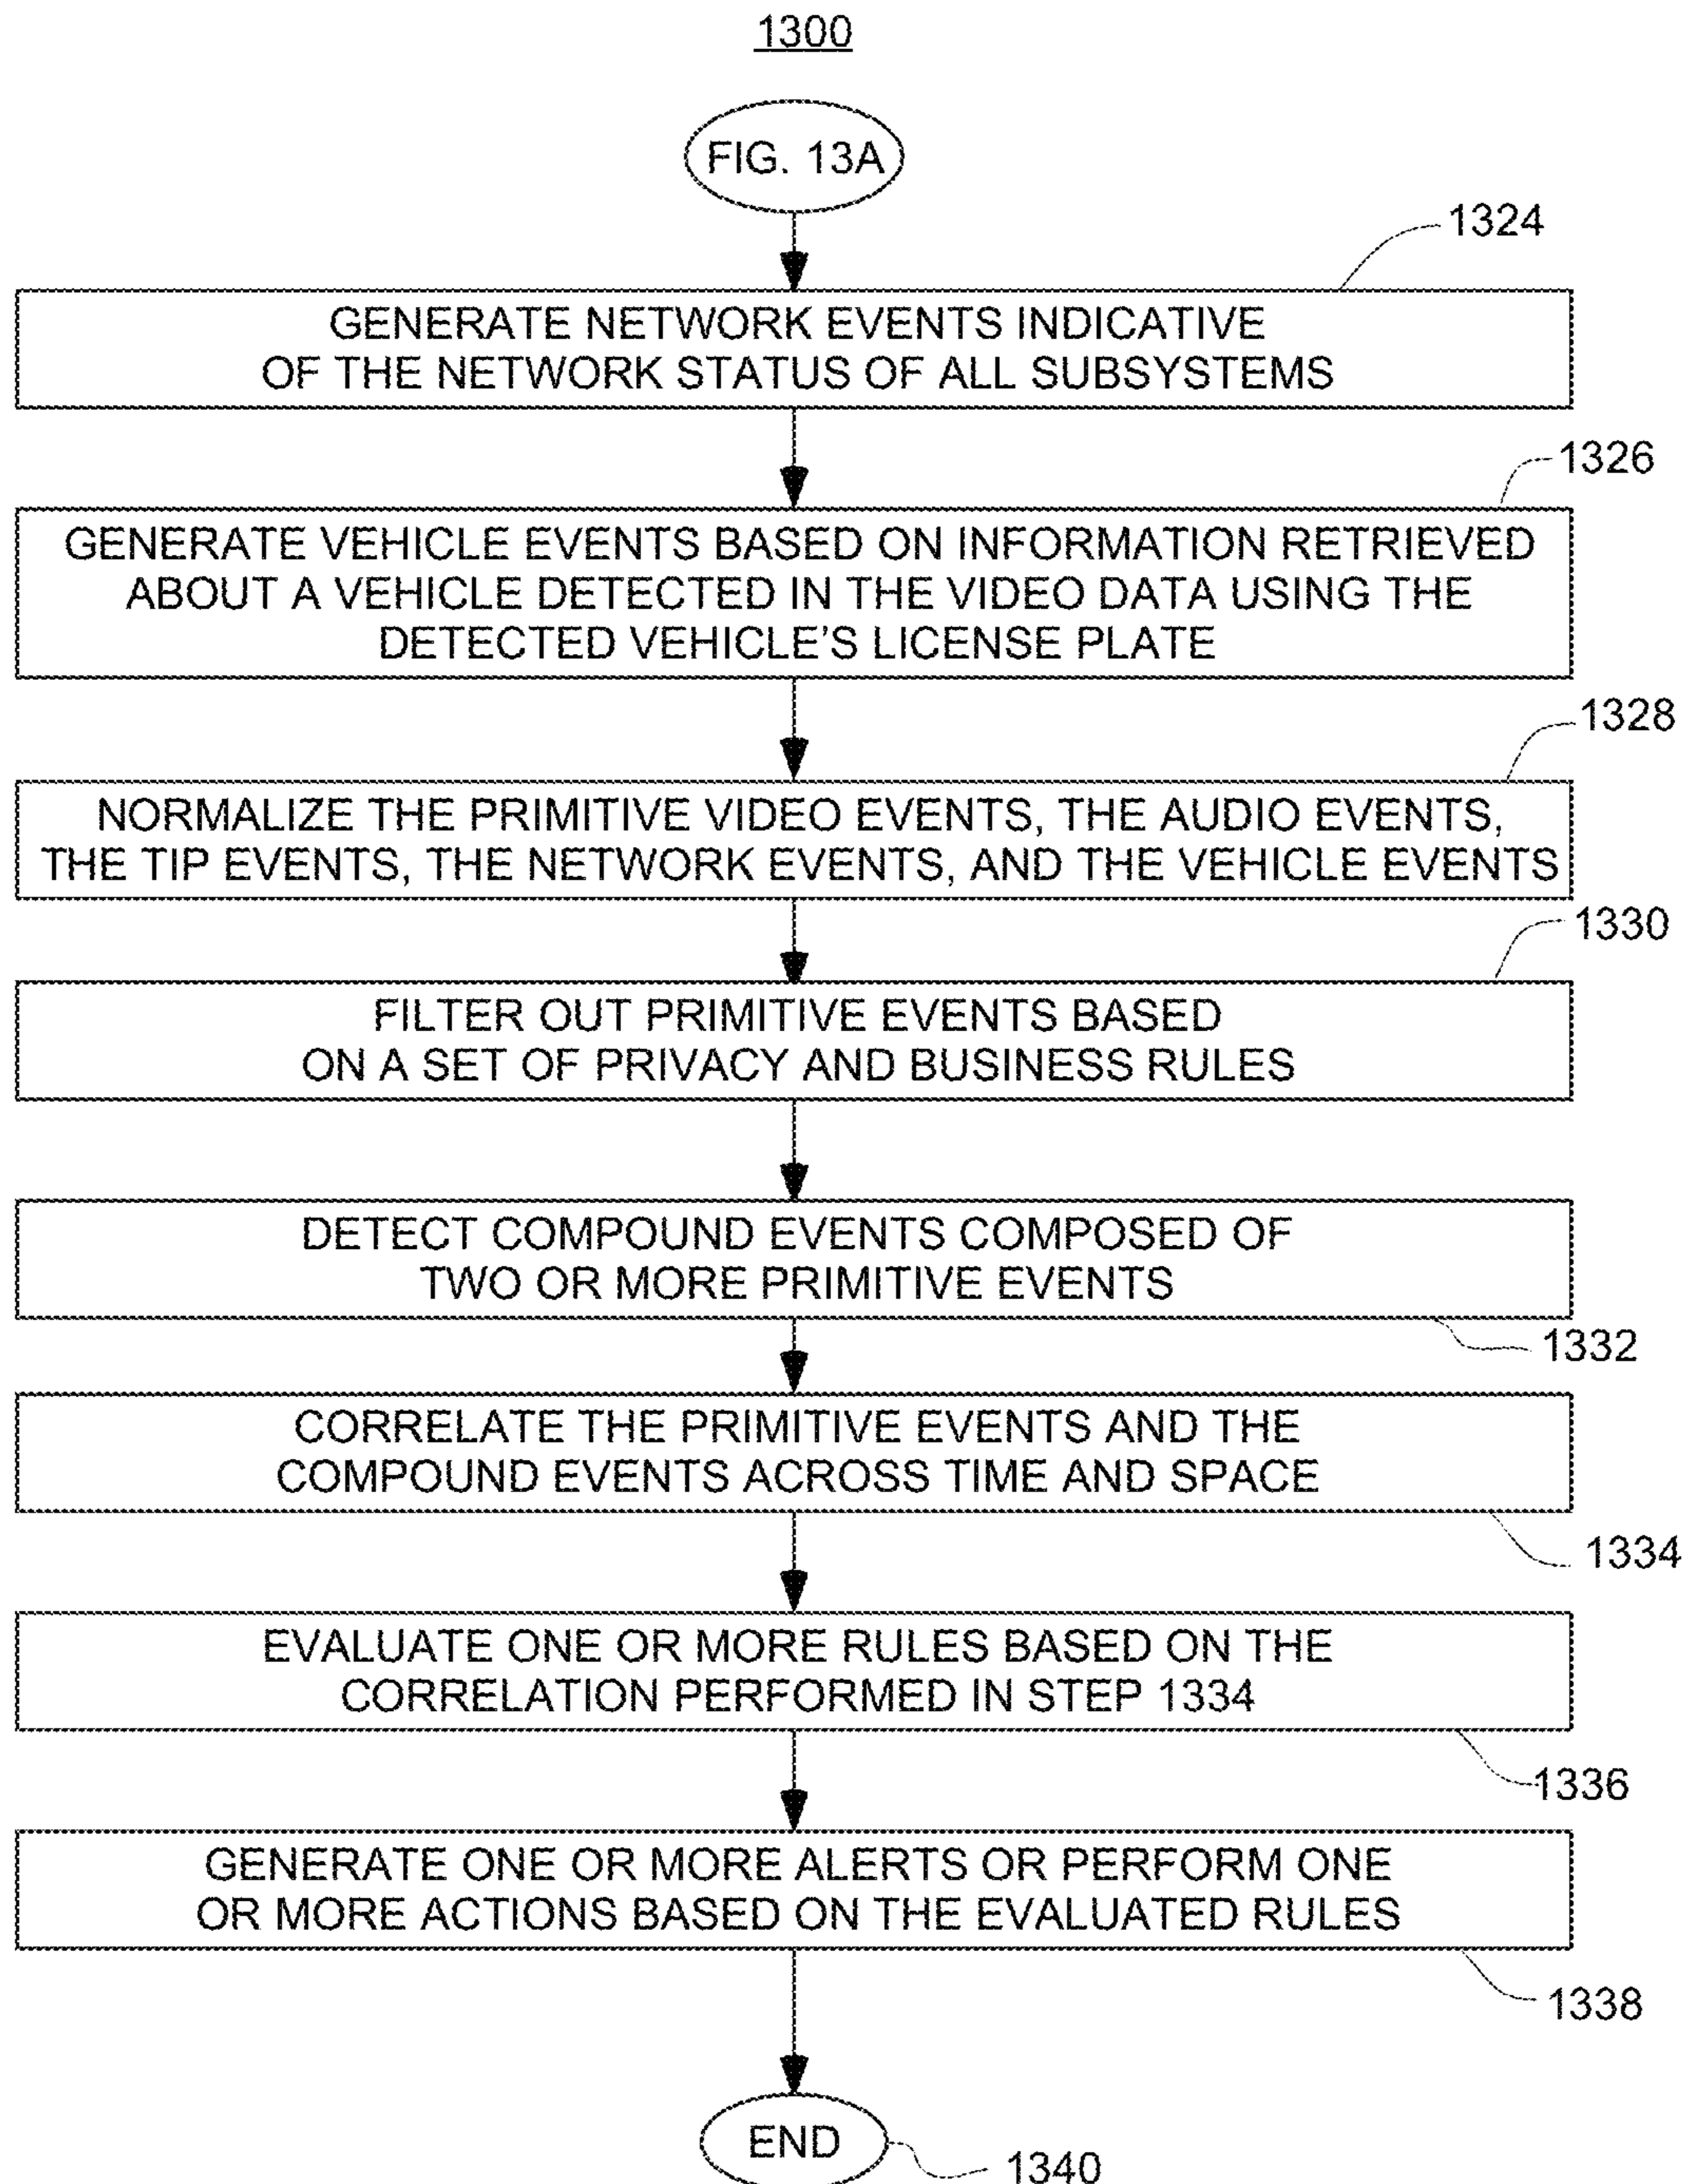 1300
FIG. 13A
1324
GENERATE NETWORK EVENTS INDICATIVE
OF THE NETWORK STATUS OF ALL SUBSYSTEMS
1326
GENERATE VEHICLE EVENTS BASED ON INFORMATION RETRIEVED
ABOUT A VEHICLE DETECTED IN THE VIDEO DATA USING THE
DETECTED VEHICLE'S LICENSE PLATE
1328
NORMALIZE THE PRIMITIVE VIDEO EVENTS, THE AUDIO EVENTS,
THE TIP EVENTS, THE NETWORK EVENTS, AND THE VEHICLE EVENTS
1330
FILTER OUT PRIMITIVE EVENTS BASED
ON A SET OF PRIVACY AND BUSINESS RULES
DETECT COMPOUND EVENTS COMPOSED OF
TWO OR MORE PRIMITIVE EVENTS
1332
CORRELATE THE PRIMITIVE EVENTS AND THE
COMPOUND EVENTS ACROSS TIME AND SPACE
1334
EVALUATE ONE OR MORE RULES BASED ON THE
CORRELATION PERFORMED IN STEP 1334
1336
GENERATE ONE OR MORE ALERTS OR PERFORM ONE
OR MORE ACTIONS BASED ON THE EVALUATED RULES
1338
END
1340